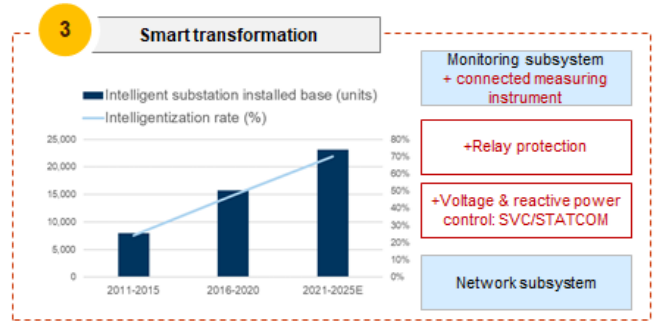 3
Smart transformation
Intelligent substation installed base (units)
Intelligentization rate (%)
25,000
20,000
15,000
10,000
5,000
0
80%
70%
60%
50%
40%
30%
20%
10%
0%
2011-2015
2016-2020
2021-2025E
Monitoring subsystem
+ connected measuring
instrument
+Relay protection
+Voltage & reactive power
control: SVC/STATCOM
Network subsystem